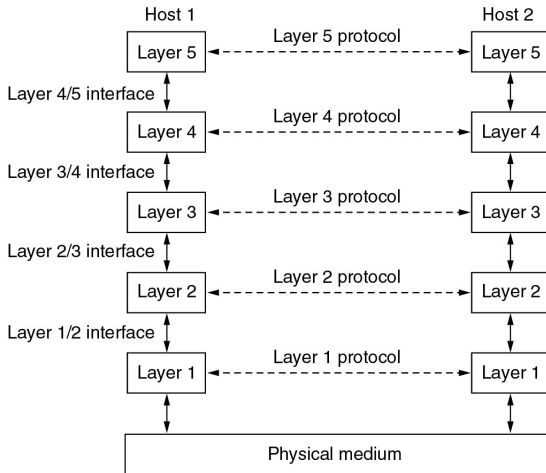 Host 1
Host 2
Layer 5
Layer 5 protocol
Layer 5
Layer 4/5 interface
Layer 4
Layer 4 protocol
Layer 4
Layer 3/4 interface
Layer 3
Layer 3 protocol
Layer 3
Layer 2/3 interface
Layer 2
Layer 2 protocol
Layer 2
Layer 1/2 interface
Layer 1
Layer 1 protocol
Layer 1
Physical medium